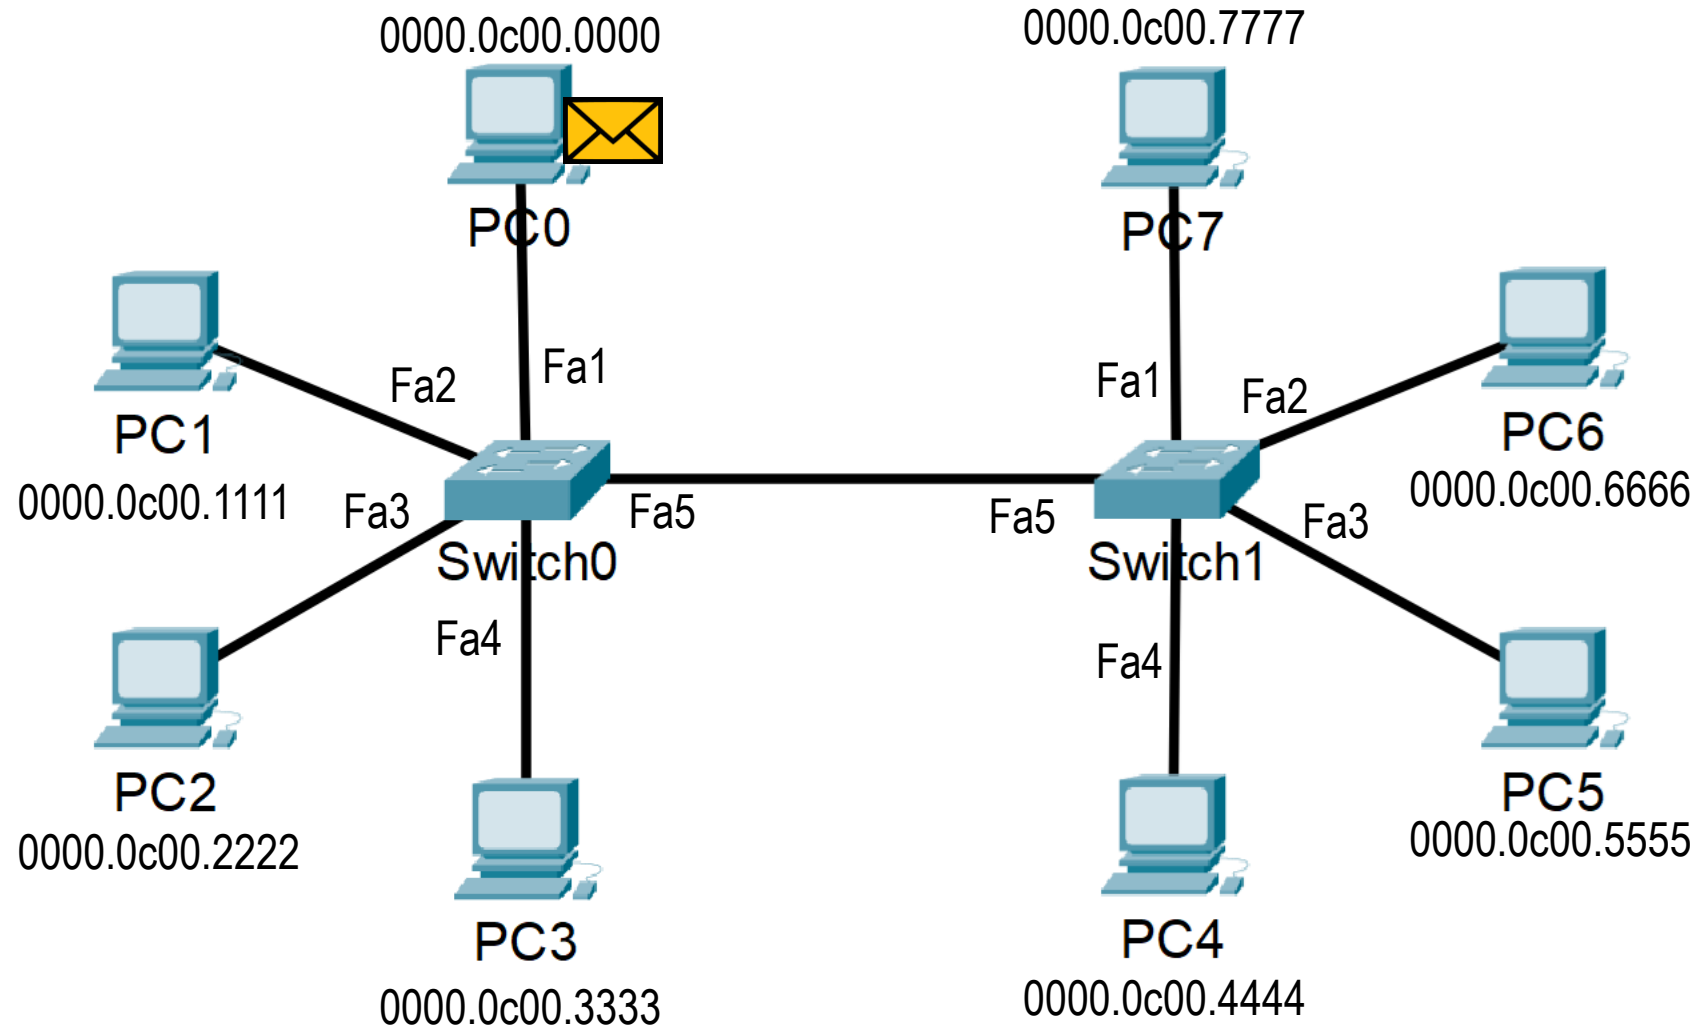 0000.0c00.0000
0000.0c00.7777
PC0
PC7
Fa1
Fa2
Fa1
Fa2
PC1
0000.0c00.1111
PC6
0000.0c00.6666
Fa3
Fa5
Fa5
Fa3
Switch0
Switch1
Fa4
Fa4
PC2
0000.0c00.2222
PC5
0000.0c00.5555
PC3
0000.0c00.3333
PC4
0000.0c00.4444